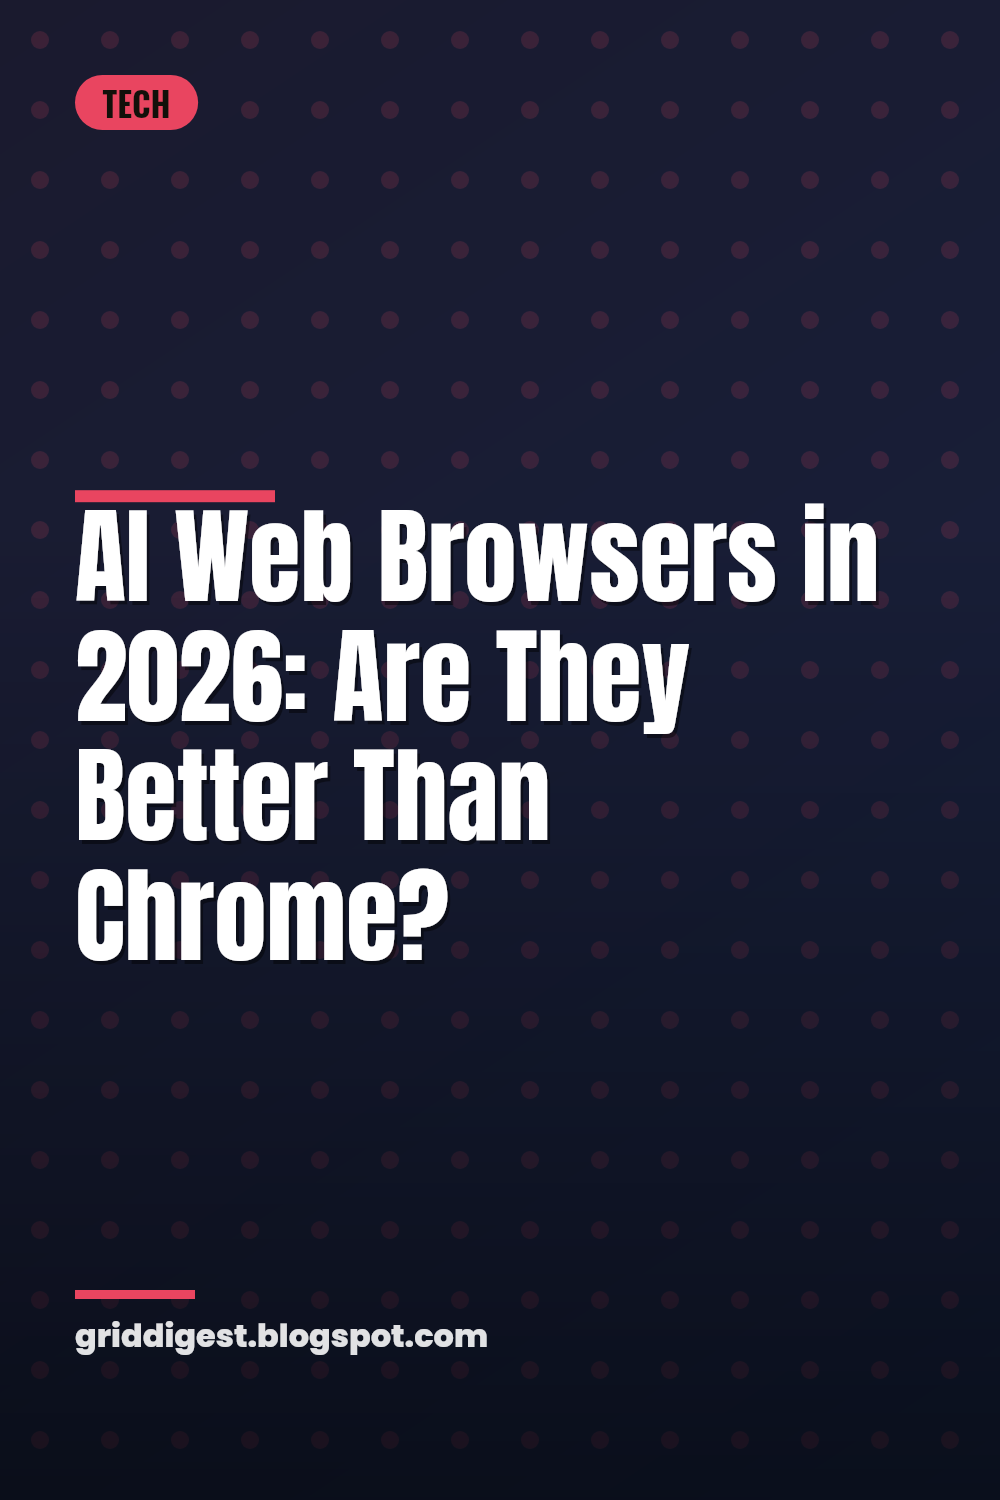 TECH
AI Web Browsers in
2026: Are They
Better Than
Chrome?
griddigest.blogspot.com